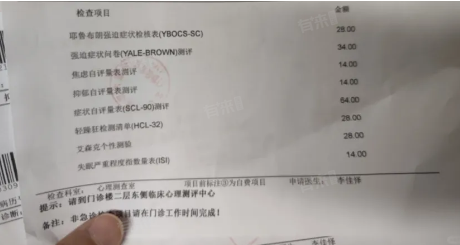 检查项目 金额
耶鲁布朗强迫症状检核表(YBOCS-SC) 28.00
强迫症状问卷(YALE-BROWN)测评 34.00
焦虑自评量表测评 14.00
抑郁自评量表测评 14.00
症状自评量表(SCL-90)测评 64.00
轻躁狂检测清单(HCL-32) 28.00
艾森克个性测验 28.00
失眠严重程度指数量表(ISI) 14.00
检查科室: 心理测查室 项目前标注③为自费项目 申请医生: 李佳锋
提示: 请到门诊楼二层东侧临床心理测评中心
备注: 非急诊 项目请在门诊工作时间完成!